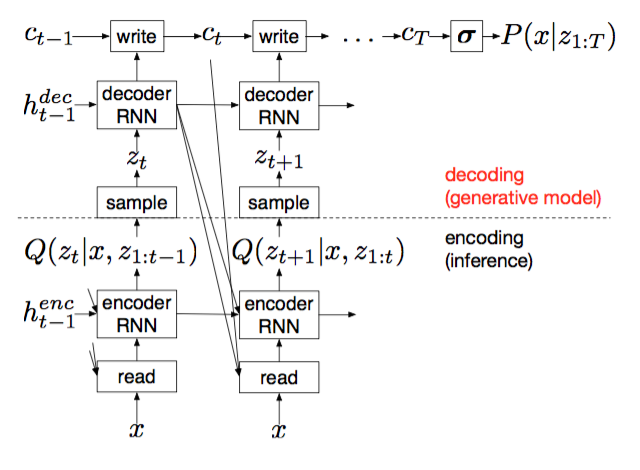 c_{t-1} write c_t write ... c_T σ P(x|z_{1:T})
h_{t-1}^{dec} decoder RNN decoder RNN
z_t z_{t+1}
decoding
(generative model)
sample sample
encoding
(inference)
Q(z_t|x, z_{1:t-1}) Q(z_{t+1}|x, z_{1:t})
h_{t-1}^{enc} encoder RNN encoder RNN
read read
x x